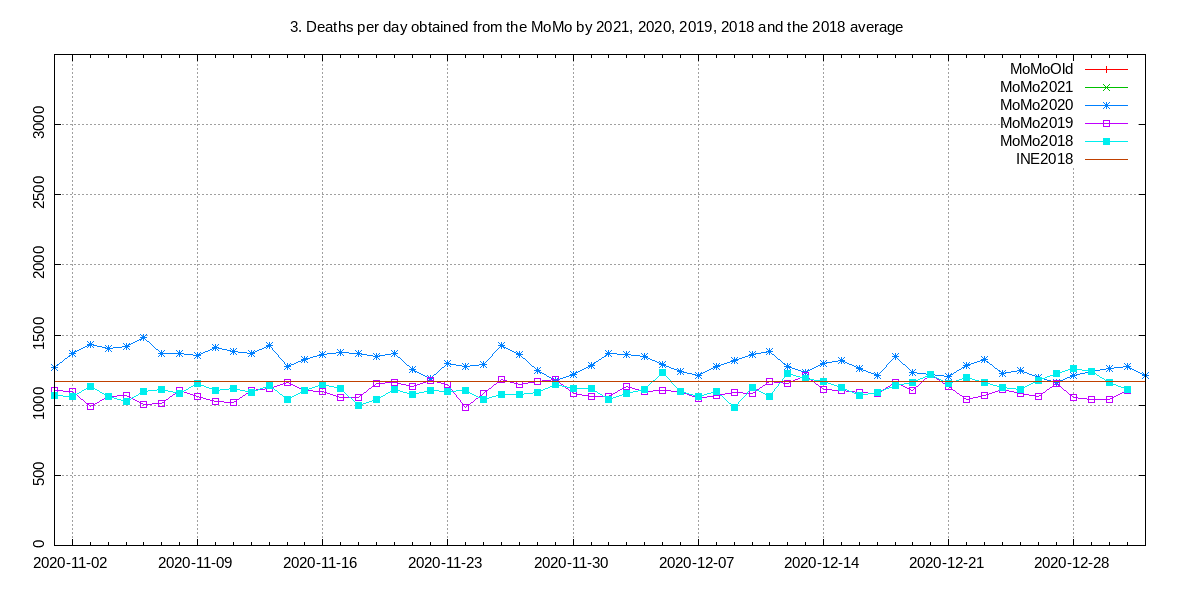 3. Deaths per day obtained from the MoMo by 2021, 2020, 2019, 2018 and the 2018 average
MoMoOld
MoMo2021
MoMo2020
MoMo2019
MoMo2018
INE2018
3000
2500
2000
1500
1000
500
0
2020-11-02 2020-11-09 2020-11-16 2020-11-23 2020-11-30 2020-12-07 2020-12-14 2020-12-21 2020-12-28